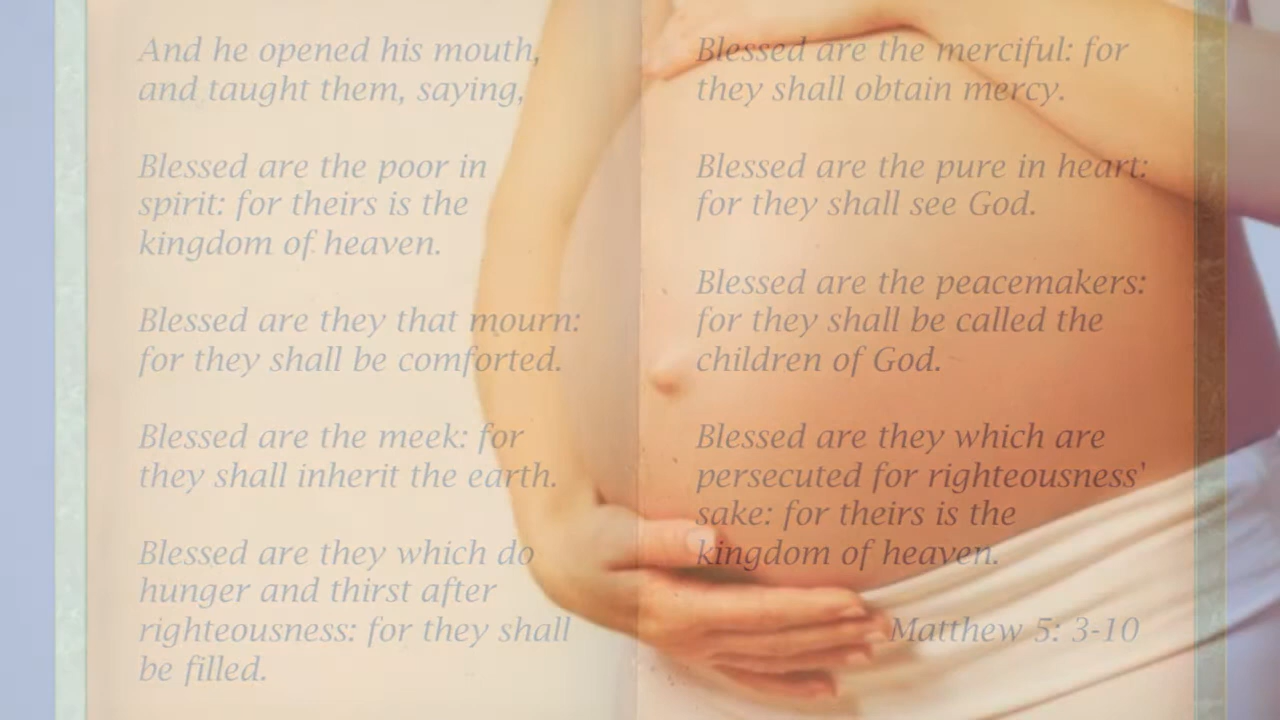 And he opened his mouth,
and taught them, saying,
Blessed are the poor in
spirit: for theirs is the
kingdom of heaven.
Blessed are they that mourn:
for they shall be comforted.
Blessed are the meek: for
they shall inherit the earth.
Blessed are they which do
hunger and thirst after
righteousness: for they shall
be filled.
Blessed are the merciful: for
they shall obtain mercy.
Blessed are the pure in heart:
for they shall see God.
Blessed are the peacemakers:
for they shall be called the
children of God.
Blessed are they which are
persecuted for righteousness'
sake: for theirs is the
kingdom of heaven.
Matthew 5: 3-10